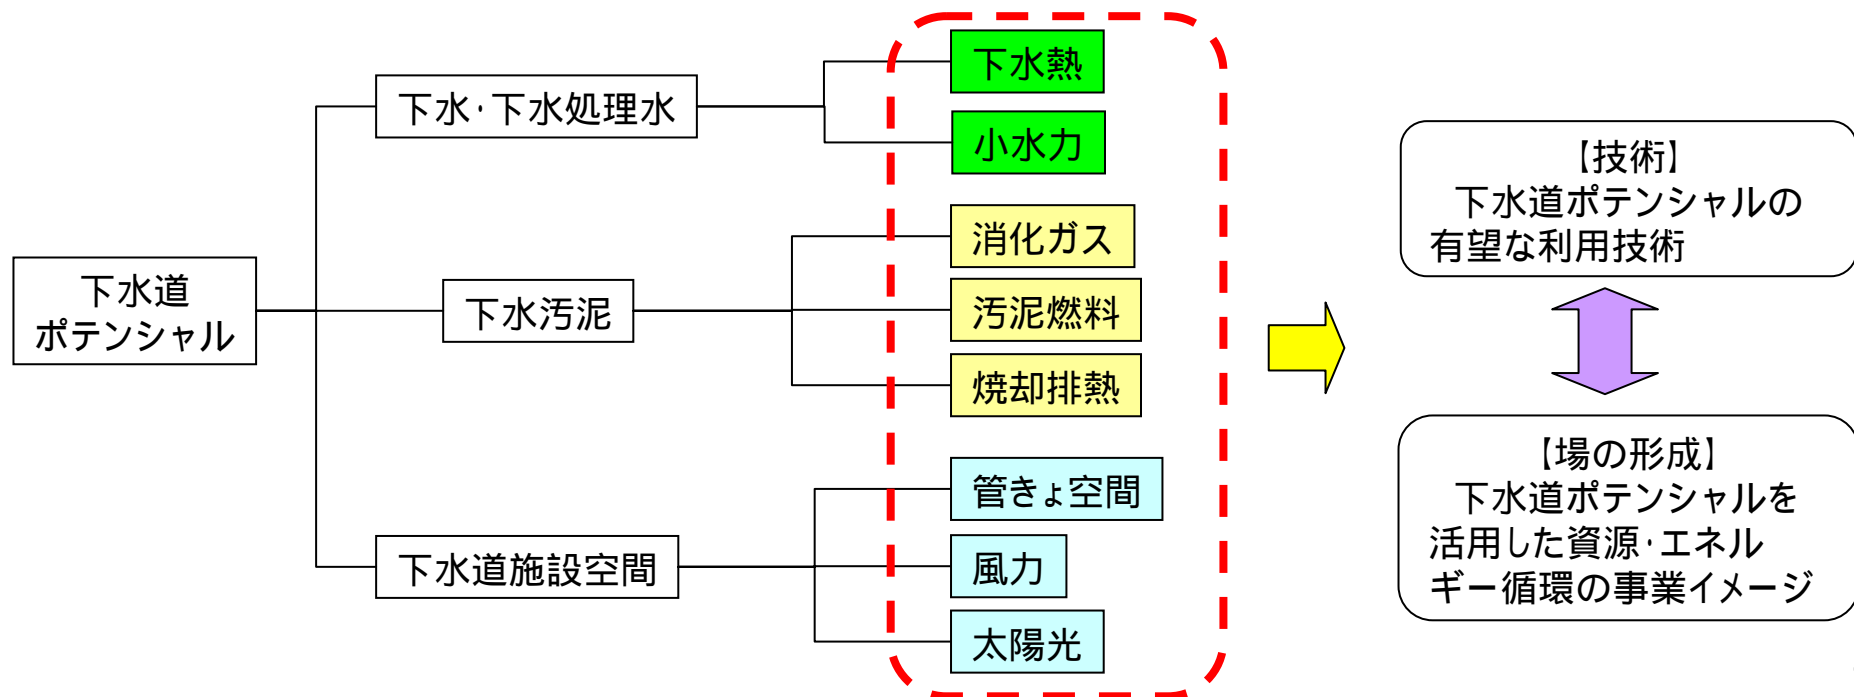 下水道
ポテンシャル
下水・下水処理水
下水熱
小水力
下水汚泥
消化ガス
汚泥燃料
焼却排熱
下水道施設空間
管きょ空間
風力
太陽光
【技術】
下水道ポテンシャルの
有望な利用技術
【場の形成】
下水道ポテンシャルを
活用した資源・エネル
ギー循環の事業イメージ